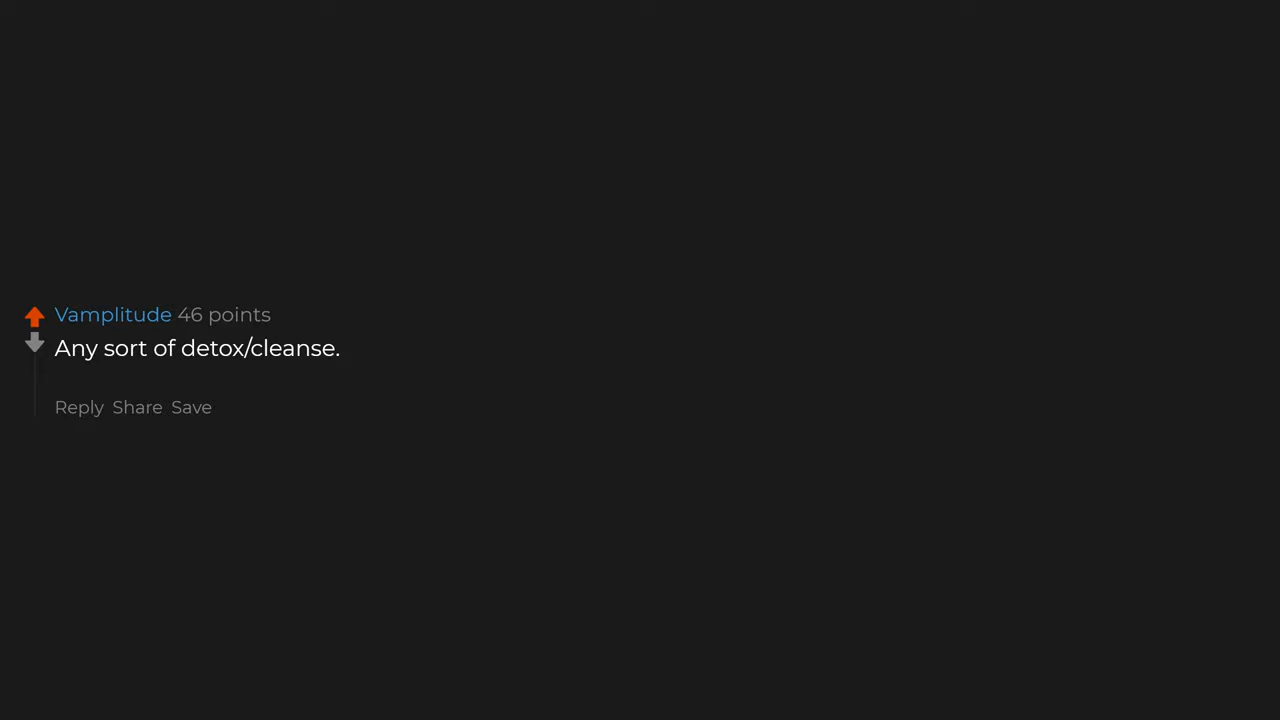 Vamplitude 46 points
Any sort of detox/cleanse.
Reply Share Save